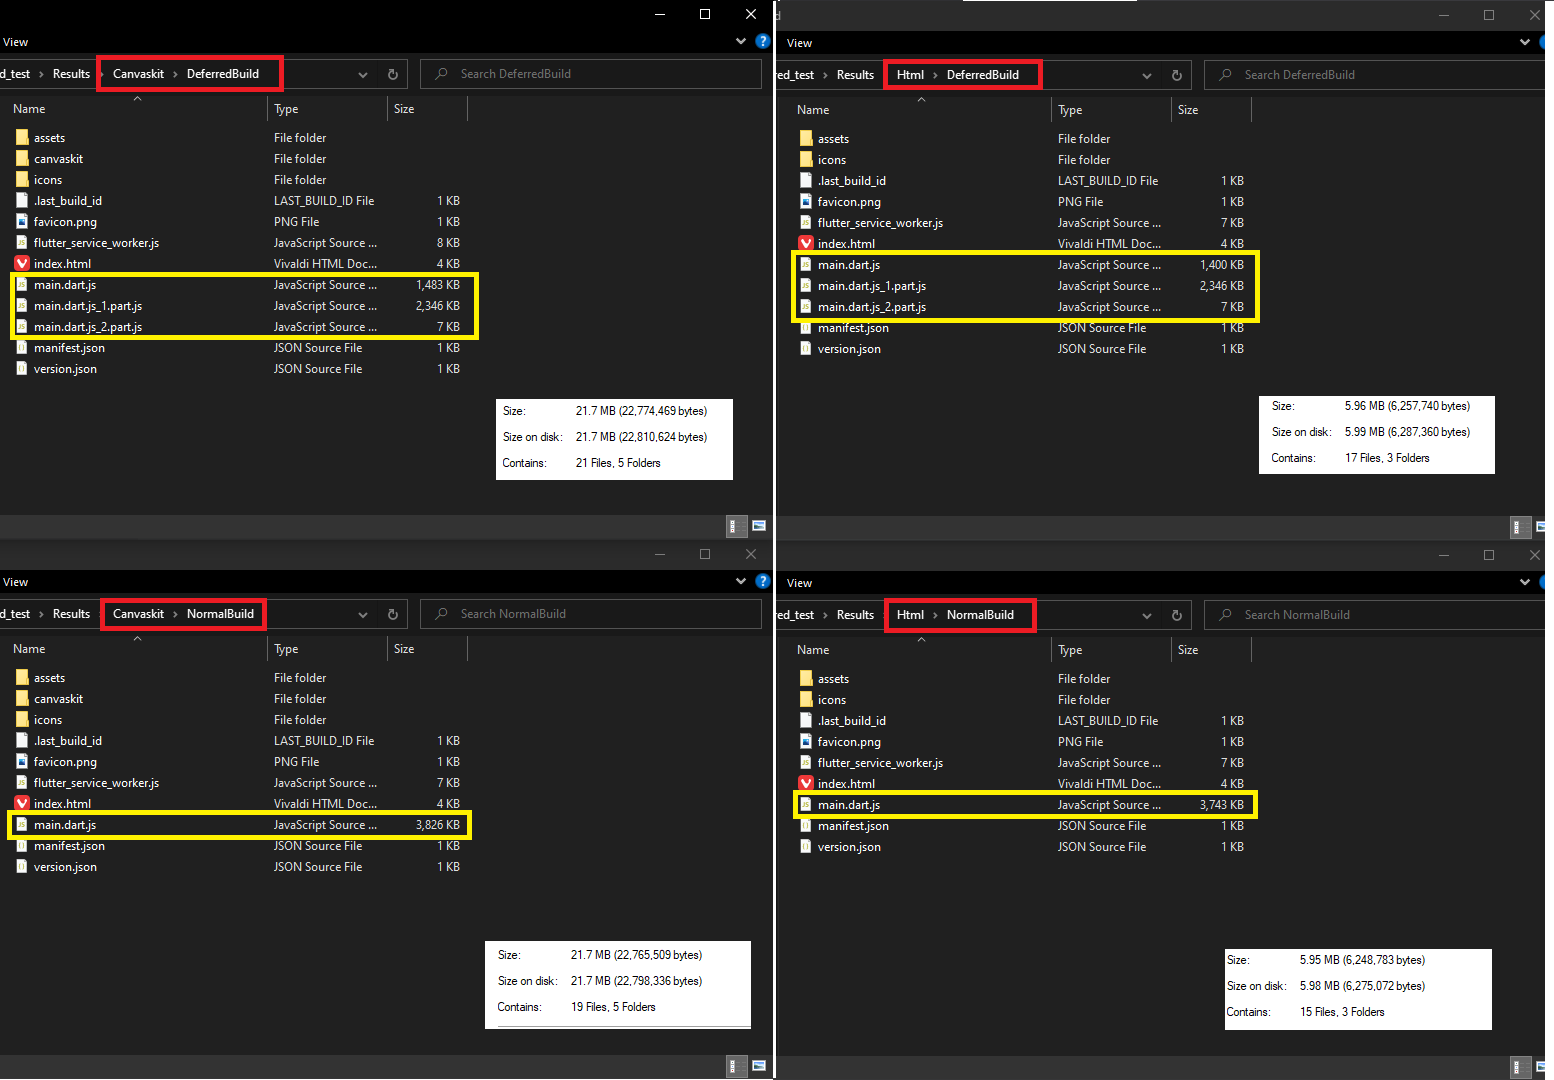 View
?
d_test › Results › Canvaskit › DeferredBuild
Search DeferredBuild
Name Type Size
assets File folder
canvaskit File folder
icons File folder
.last_build_id LAST_BUILD_ID File 1 KB
favicon.png PNG File 1 KB
flutter_service_worker.js JavaScript Source ... 8 KB
index.html Vivaldi HTML Doc... 4 KB
main.dart.js JavaScript Source ... 1,483 KB
main.dart.js_1.part.js JavaScript Source ... 2,346 KB
main.dart.js_2.part.js JavaScript Source ... 7 KB
manifest.json JSON Source File 1 KB
version.json JSON Source File 1 KB
Size: 21.7 MB (22,774,469 bytes)
Size on disk: 21.7 MB (22,810,624 bytes)
Contains: 21 Files, 5 Folders
d
View
red_test › Results › Html › DeferredBuild
Search DeferredBuild
Name Type Size
assets File folder
icons File folder
.last_build_id LAST_BUILD_ID File 1 KB
favicon.png PNG File 1 KB
flutter_service_worker.js JavaScript Source ... 7 KB
index.html Vivaldi HTML Doc... 4 KB
main.dart.js JavaScript Source ... 1,400 KB
main.dart.js_1.part.js JavaScript Source ... 2,346 KB
main.dart.js_2.part.js JavaScript Source ... 7 KB
manifest.json JSON Source File 1 KB
version.json JSON Source File 1 KB
Size: 5.96 MB (6,257,740 bytes)
Size on disk: 5.99 MB (6,287,360 bytes)
Contains: 17 Files, 3 Folders
View
?
d_test › Results › Canvaskit › NormalBuild
Search NormalBuild
Name Type Size
assets File folder
canvaskit File folder
icons File folder
.last_build_id LAST_BUILD_ID File 1 KB
favicon.png PNG File 1 KB
flutter_service_worker.js JavaScript Source ... 7 KB
index.html Vivaldi HTML Doc... 4 KB
main.dart.js JavaScript Source ... 3,826 KB
manifest.json JSON Source File 1 KB
version.json JSON Source File 1 KB
Size: 21.7 MB (22,765,509 bytes)
Size on disk: 21.7 MB (22,798,336 bytes)
Contains: 19 Files, 5 Folders
View
red_test › Results › Html › NormalBuild
Search NormalBuild
Name Type Size
assets File folder
icons File folder
.last_build_id LAST_BUILD_ID File 1 KB
favicon.png PNG File 1 KB
flutter_service_worker.js JavaScript Source ... 7 KB
index.html Vivaldi HTML Doc... 4 KB
main.dart.js JavaScript Source ... 3,743 KB
manifest.json JSON Source File 1 KB
version.json JSON Source File 1 KB
Size: 5.95 MB (6,248,783 bytes)
Size on disk: 5.98 MB (6,275,072 bytes)
Contains: 15 Files, 3 Folders